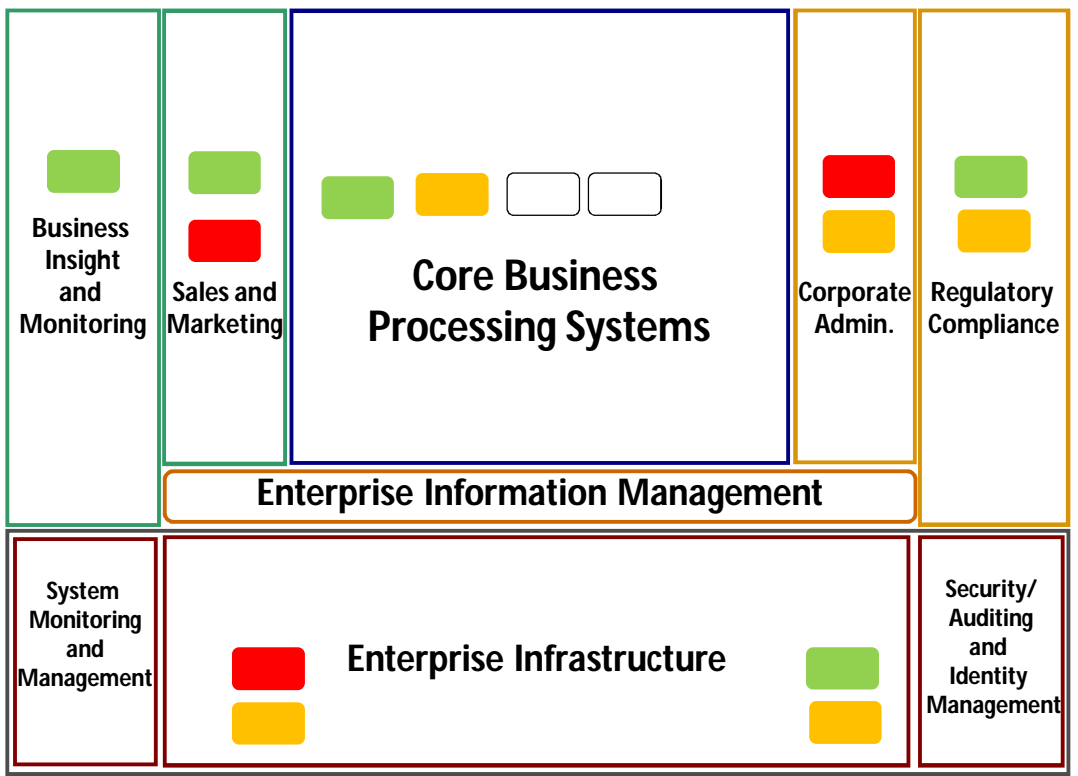 Business
Insight
and
Monitoring
Sales and
Marketing
Core Business
Processing Systems
Corporate
Admin.
Regulatory
Compliance
Enterprise Information Management
System
Monitoring
and
Management
Enterprise Infrastructure
Security/
Auditing
and
Identity
Management